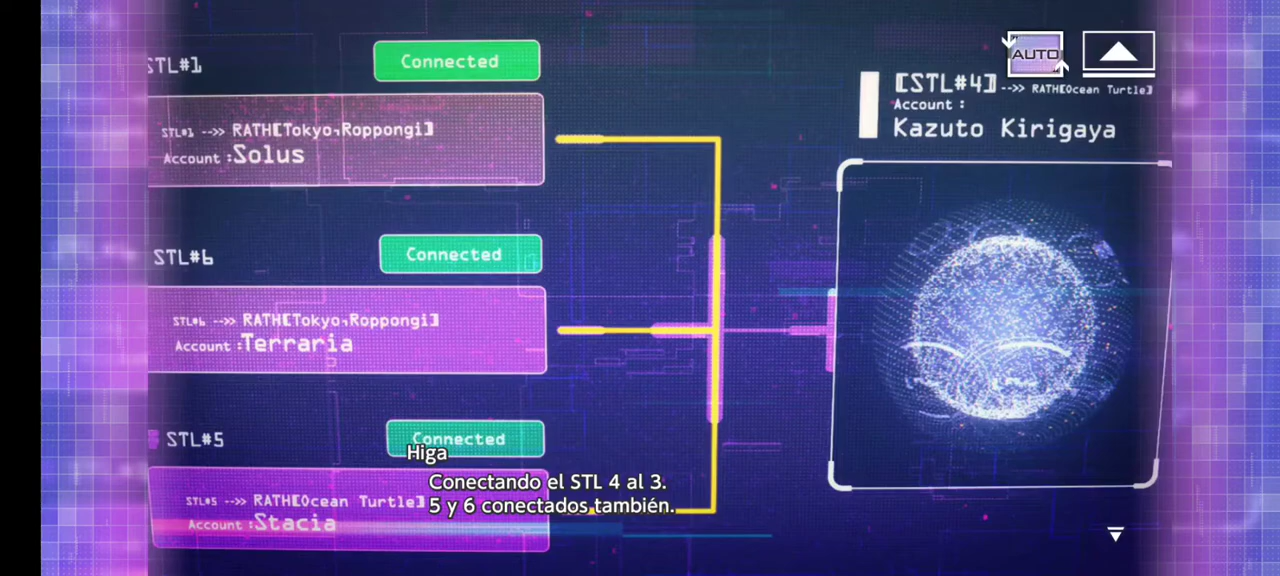 STL#1
Connected
STL#1 -->> RATH[Tokyo,Roppongi]
Account :Solus
STL#6
Connected
STL#6 -->> RATH[Tokyo,Roppongi]
Account :Terraria
STL#5
Connected
STL#5 -->> RATH[Ocean Turtle]
Account :Stacia
AUTO
[STL#4] -->> RATH[Ocean Turtle]
Account :
Kazuto Kirigaya
Higa
Conectando el STL 4 al 3.
5 y 6 conectados también.